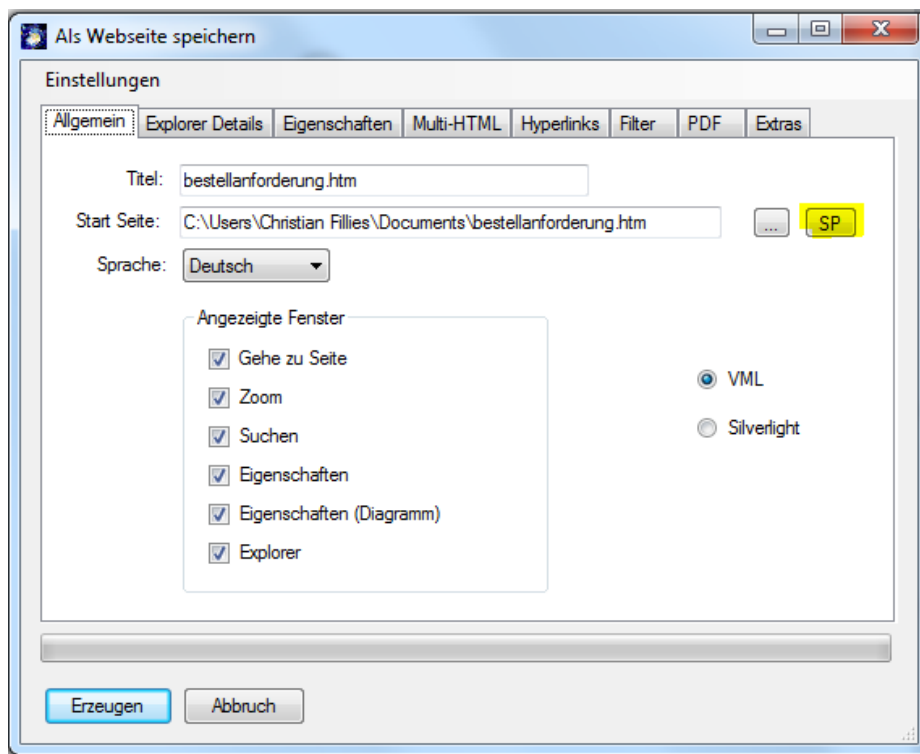 Als Webseite speichern
Einstellungen
Allgemein Explorer Details Eigenschaften Multi-HTML Hyperlinks Filter PDF Extras
Titel: bestellanforderung.htm
Start Seite: C:\Users\Christian Fillies\Documents\bestellanforderung.htm ... SP
Sprache: Deutsch
Angezeigte Fenster
Gehe zu Seite
Zoom
Suchen
Eigenschaften
Eigenschaften (Diagramm)
Explorer
VML
Silverlight
Erzeugen Abbruch